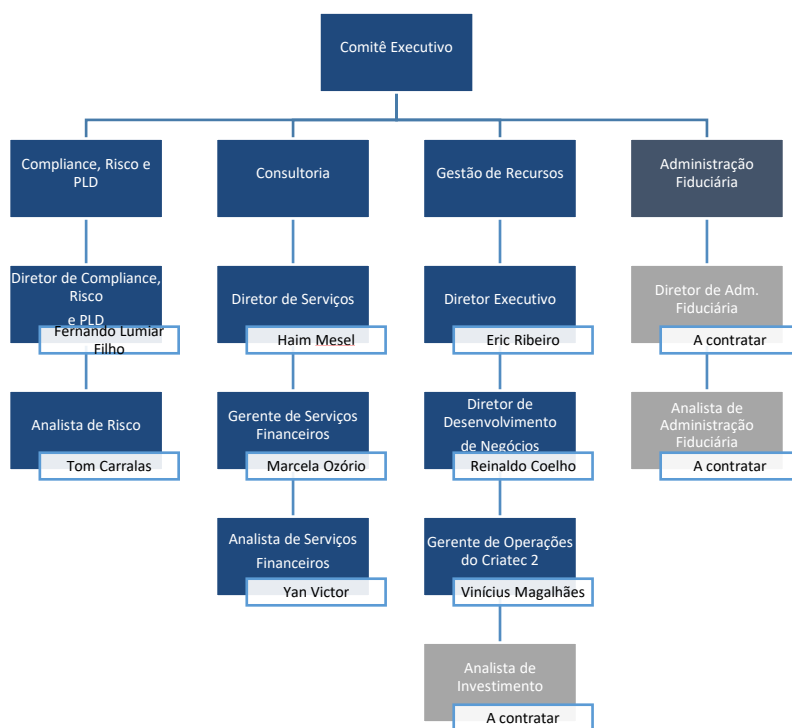 Comitê Executivo
Compliance, Risco e
PLD
Consultoria
Gestão de Recursos
Administração
Fiduciária
Diretor de Compliance,
Risco
e PLD
Fernando Lumiar
Filho
Diretor de Serviços
Haim Mesel
Diretor Executivo
Eric Ribeiro
Diretor de Adm.
Fiduciária
A contratar
Analista de Risco
Tom Carralas
Gerente de Serviços
Financeiros
Marcela Ozório
Diretor de
Desenvolvimento
de Negócios
Reinaldo Coelho
Analista de
Administração
Fiduciária
A contratar
Analista de Serviços
Financeiros
Yan Victor
Gerente de Operações
do Criatec 2
Vinícius Magalhães
Analista de
Investimento
A contratar